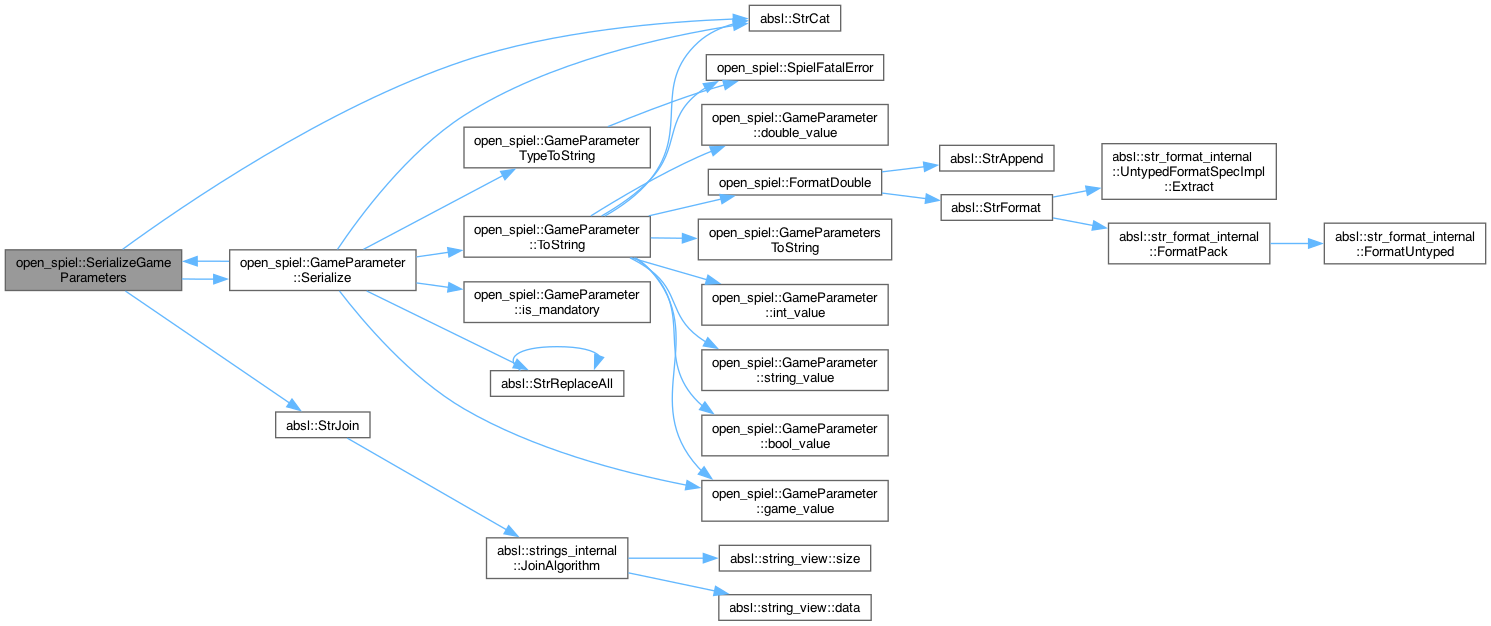 absl::StrCat
open_spiel::SpielFatalError
open_spiel::GameParameter
::double_value
open_spiel::GameParameter
TypeToString
absl::StrAppend
absl::str_format_internal
::UntypedFormatSpecImpl
::Extract
open_spiel::FormatDouble
absl::StrFormat
open_spiel::GameParameter
::ToString
open_spiel::GameParameters
ToString
absl::str_format_internal
::FormatPack
absl::str_format_internal
::FormatUntyped
open_spiel::SerializeGame
Parameters
open_spiel::GameParameter
::Serialize
open_spiel::GameParameter
::is_mandatory
open_spiel::GameParameter
::int_value
open_spiel::GameParameter
::string_value
absl::StrReplaceAll
absl::StrJoin
open_spiel::GameParameter
::bool_value
open_spiel::GameParameter
::game_value
absl::strings_internal
::JoinAlgorithm
absl::string_view::size
absl::string_view::data